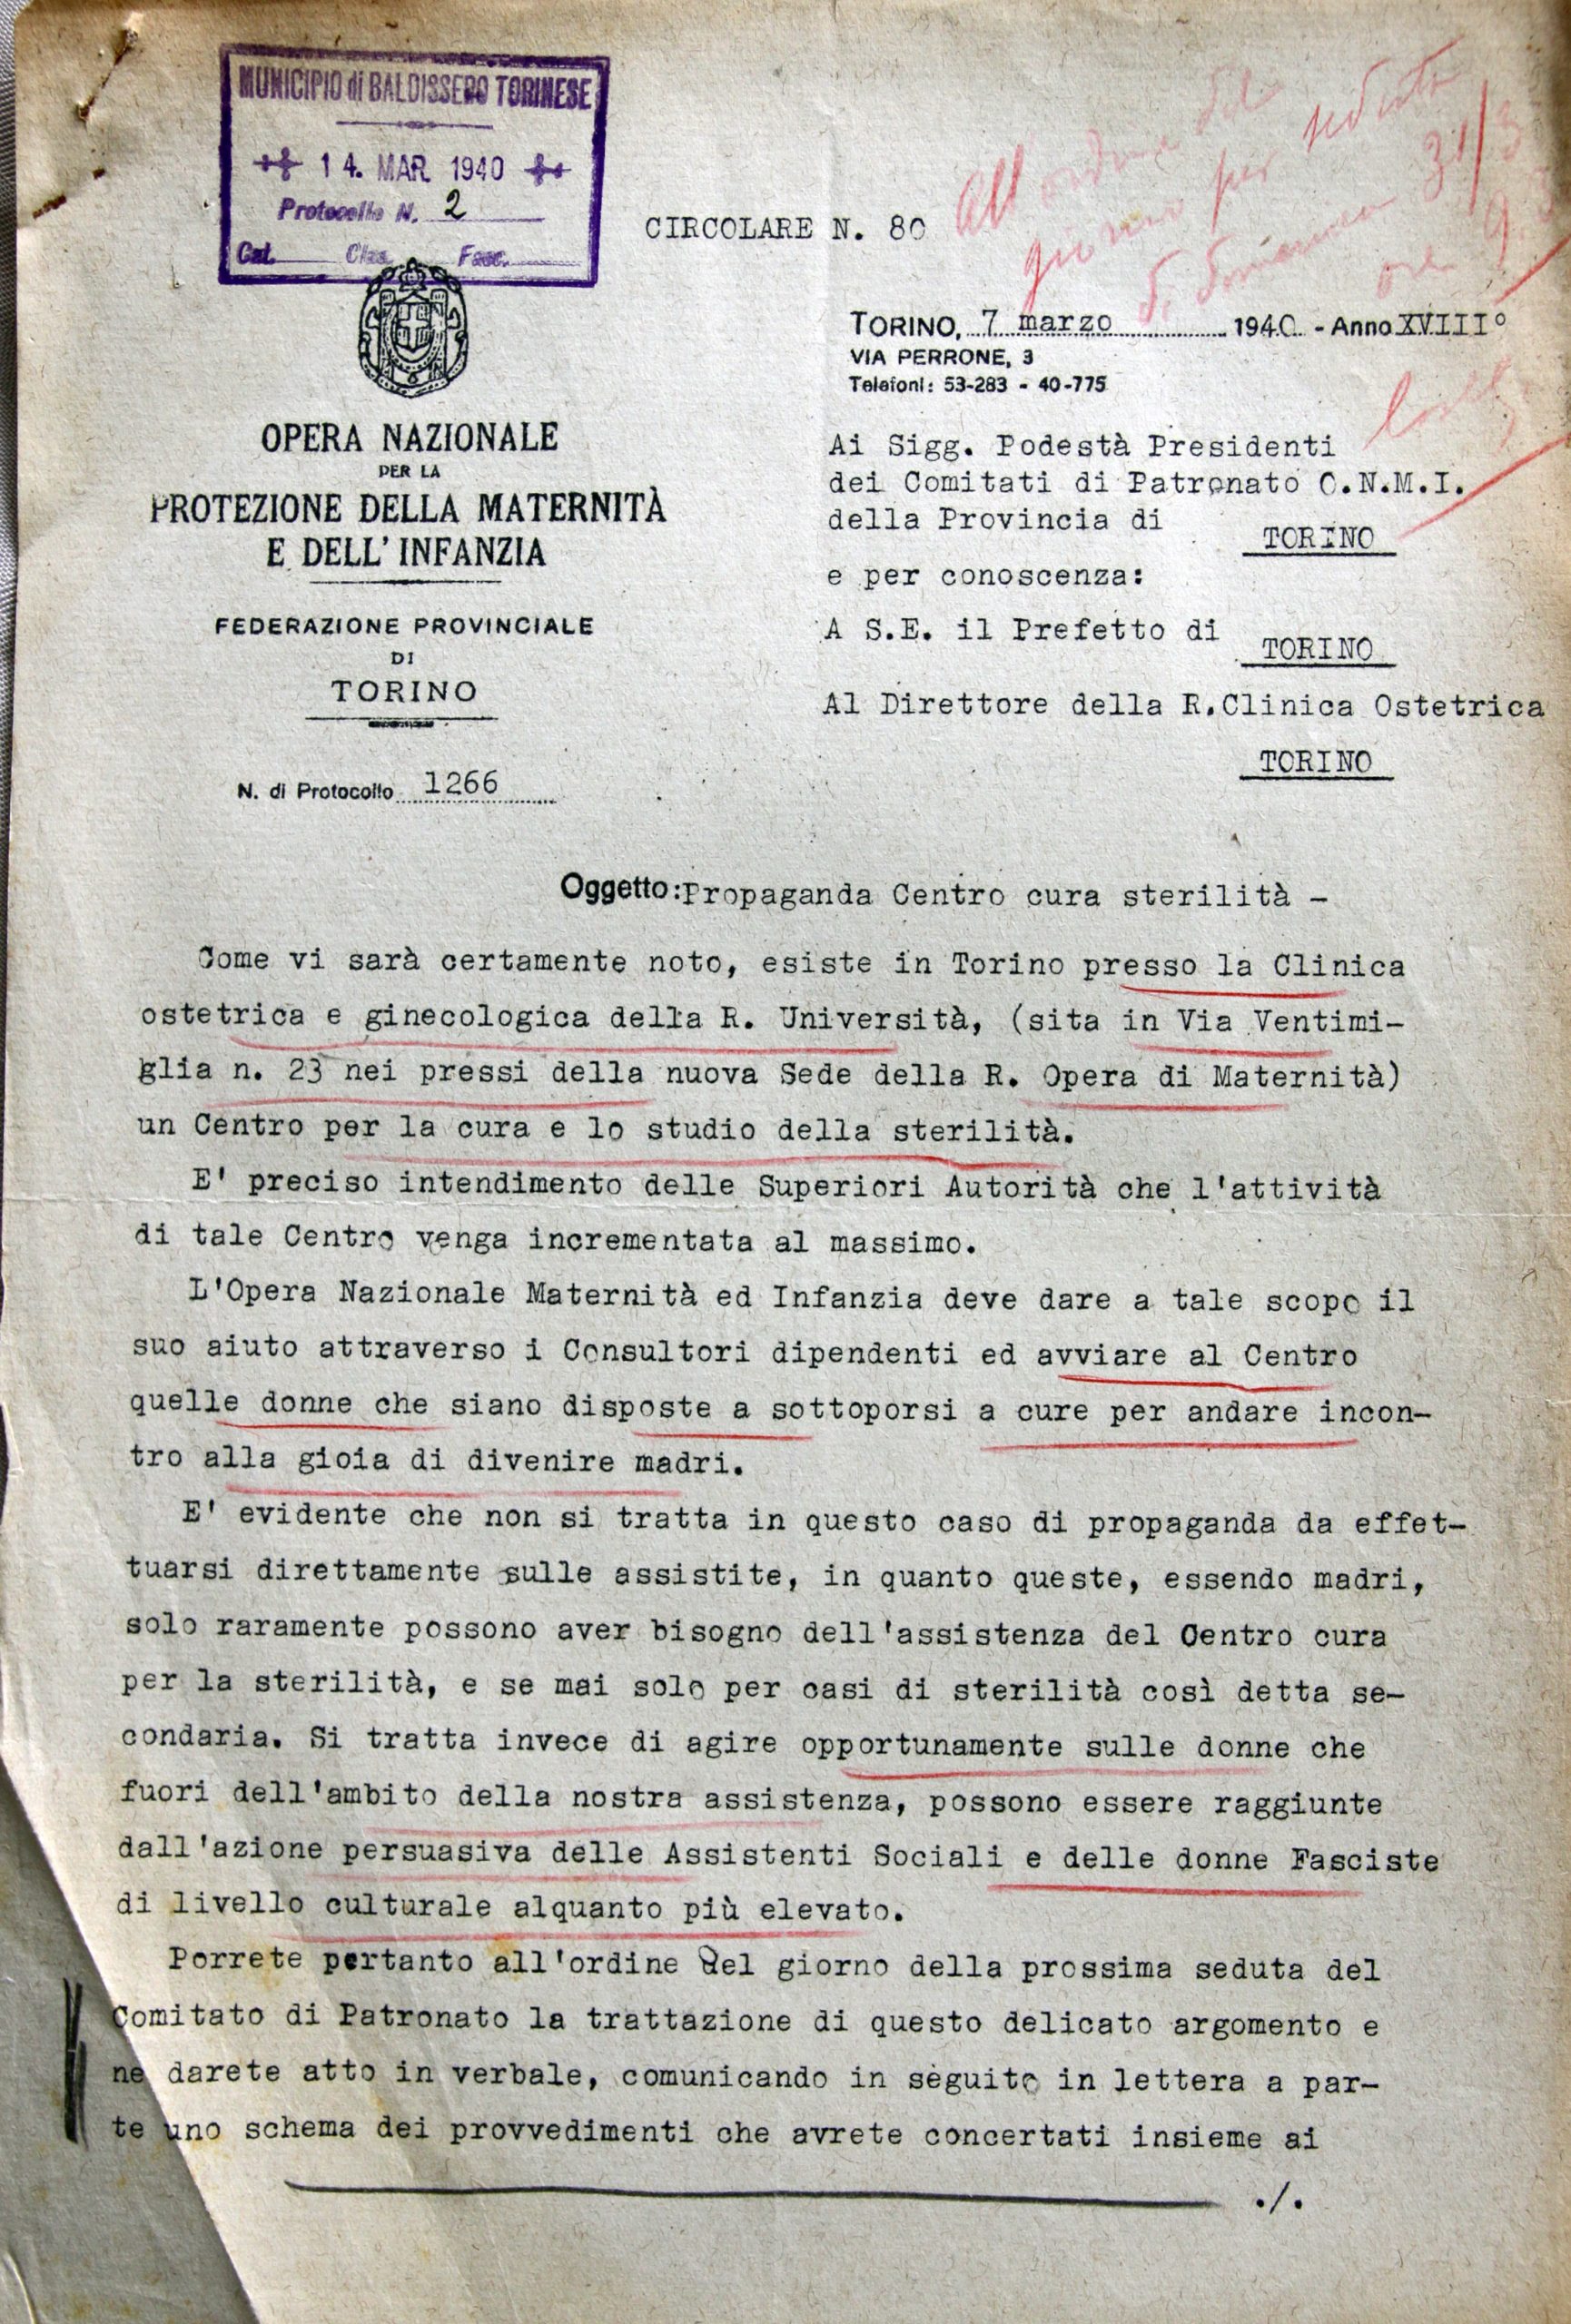 MUNICIPIO di BALDISSERO TORINESE
14. MAR. 1940
Protocollo N. 2
Cat. Clas. Fasc.
CIRCOLARE N. 80
All'ordine del
giorno per seduta
di domenica 31/3
ore 9
TORINO, 7 marzo 1940 - Anno XVIII°
VIA PERRONE, 3
Telefoni: 53-283 - 40-775
OPERA NAZIONALE
PER LA
PROTEZIONE DELLA MATERNITÀ
E DELL'INFANZIA
FEDERAZIONE PROVINCIALE
DI
TORINO
N. di Protocollo 1266
Ai Sigg. Podestà Presidenti
dei Comitati di Patronato O.N.M.I.
della Provincia di
TORINO
e per conoscenza:
A S.E. il Prefetto di
TORINO
Al Direttore della R.Clinica Ostetrica
TORINO
Oggetto: Propaganda Centro cura sterilità -
Come vi sarà certamente noto, esiste in Torino presso la Clinica
ostetrica e ginecologica della R. Università, (sita in Via Ventimi-
glia n. 23 nei pressi della nuova Sede della R. Opera di Maternità)
un Centro per la cura e lo studio della sterilità.
E' preciso intendimento delle Superiori Autorità che l'attività
di tale Centro venga incrementata al massimo.
L'Opera Nazionale Maternità ed Infanzia deve dare a tale scopo il
suo aiuto attraverso i Consultori dipendenti ed avviare al Centro
quelle donne che siano disposte a sottoporsi a cure per andare incon-
tro alla gioia di divenire madri.
E' evidente che non si tratta in questo caso di propaganda da effet-
tuarsi direttamente sulle assistite, in quanto queste, essendo madri,
solo raramente possono aver bisogno dell'assistenza del Centro cura
per la sterilità, e se mai solo per casi di sterilità così detta se-
condaria. Si tratta invece di agire opportunamente sulle donne che
fuori dell'ambito della nostra assistenza, possono essere raggiunte
dall'azione persuasiva delle Assistenti Sociali e delle donne Fasciste
di livello culturale alquanto più elevato.
Porrete pertanto all'ordine del giorno della prossima seduta del
Comitato di Patronato la trattazione di questo delicato argomento e
ne darete atto in verbale, comunicando in seguito in lettera a par-
te uno schema dei provvedimenti che avrete concertati insieme ai
./.